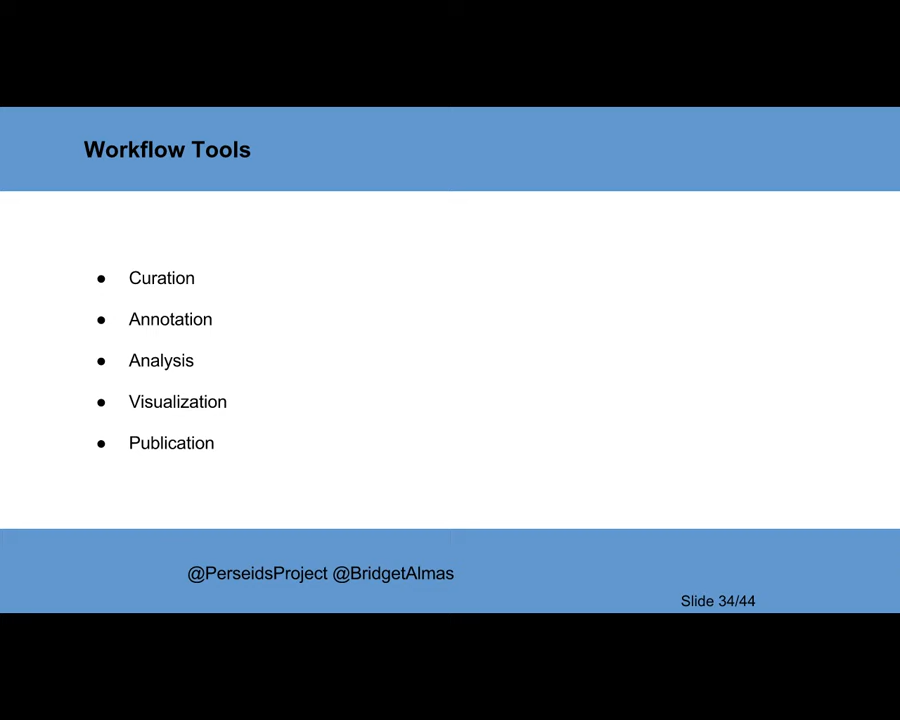 Workflow Tools
● Curation
● Annotation
● Analysis
● Visualization
● Publication
@PerseidsProject @BridgetAlmas
Slide 34/44